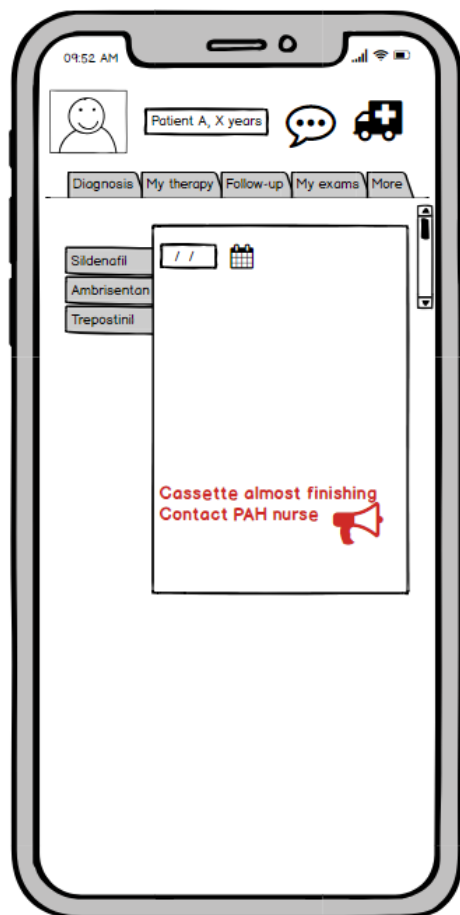 09:52 AM
Patient A, X years
Diagnosis My therapy Follow-up My exams More
Sildenafil
Ambrisentan
Trepostinil
/ /
Cassette almost finishing
Contact PAH nurse